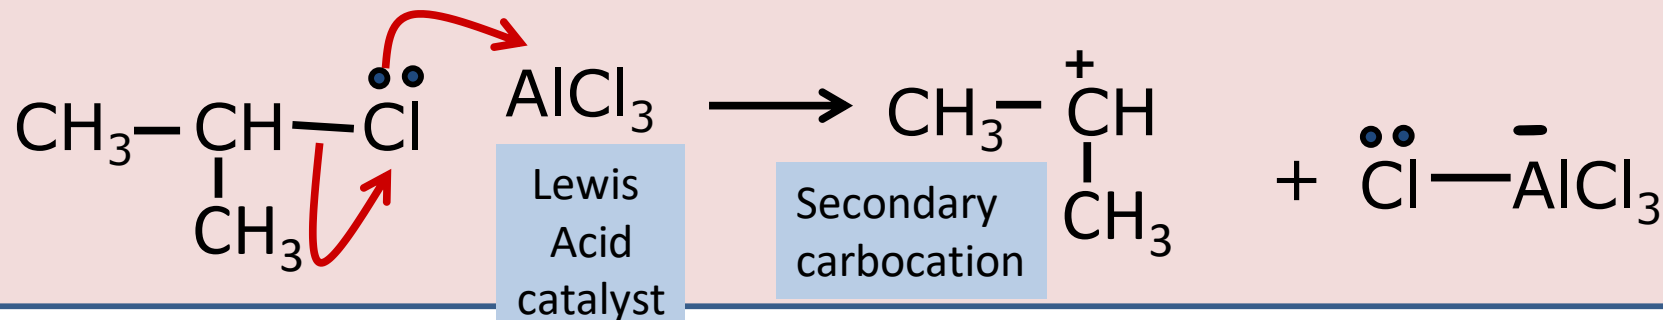 CH3 – CH – Cl AlCl3 → CH3 – CH + Cl – AlCl3
+ –
CH3 CH3
Lewis
Acid
catalyst
Secondary
carbocation